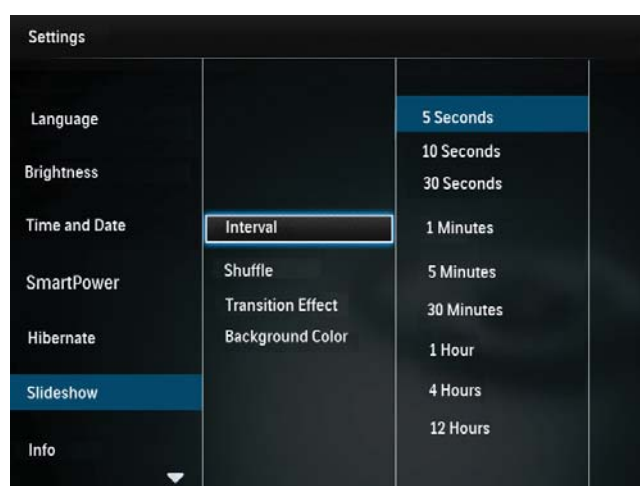 Settings
Language
Brightness
Time and Date
SmartPower
Hibernate
Slideshow
Info
Interval
Shuffle
Transition Effect
Background Color
5 Seconds
10 Seconds
30 Seconds
1 Minutes
5 Minutes
30 Minutes
1 Hour
4 Hours
12 Hours